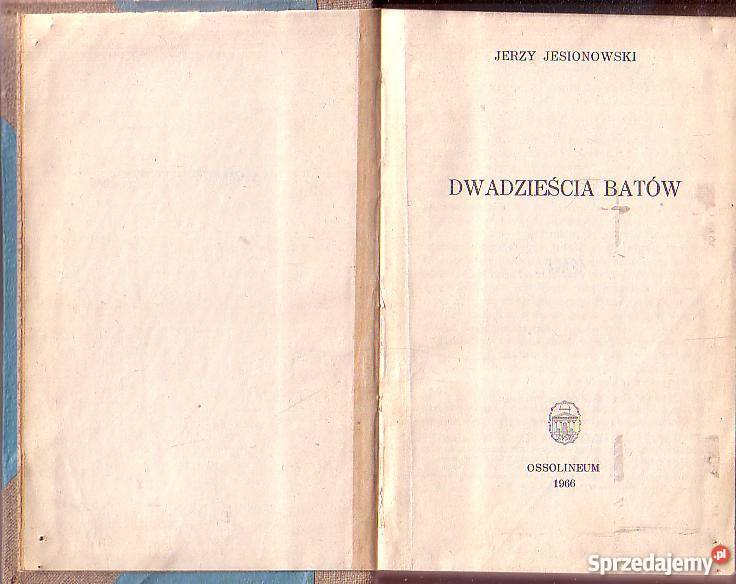 JERZY JESIONOWSKI
DWADZIEŚCIA BATÓW
OSSOLINEUM
1966
Sprzedajemy.pl